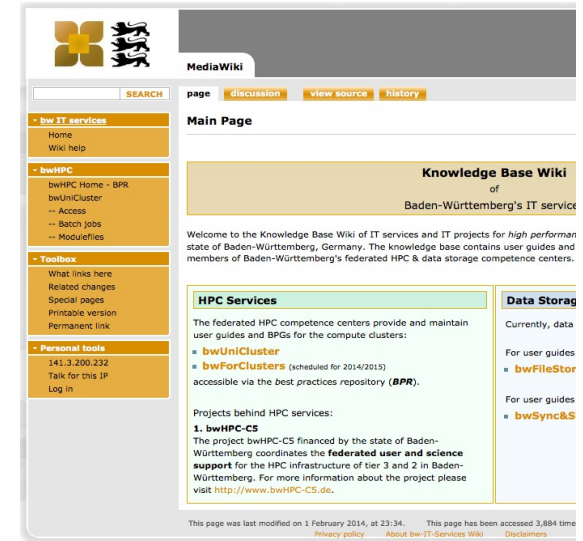 MediaWiki
SEARCH
page discussion view source history
bw IT services
Home
Wiki help
bwHPC
bwHPC Home - BPR
bwUniCluster
-- Access
-- Batch jobs
-- Modulefiles
Toolbox
What links here
Related changes
Special pages
Printable version
Permanent link
Personal tools
141.3.200.232
Talk for this IP
Log in
Main Page
Knowledge Base Wiki
of
Baden-Württemberg's IT service
Welcome to the Knowledge Base Wiki of IT services and IT projects for high performan
state of Baden-Württemberg, Germany. The knowledge base contains user guides and
members of Baden-Württemberg's federated HPC & data storage competence centers.
HPC Services
The federated HPC competence centers provide and maintain
user guides and BPGs for the compute clusters:
bwUniCluster
bwForClusters (scheduled for 2014/2015)
accessible via the best practices repository (BPR).
Projects behind HPC services:
1. bwHPC-C5
The project bwHPC-C5 financed by the state of Baden-
Württemberg coordinates the federated user and science
support for the HPC infrastructure of tier 3 and 2 in Baden-
Württemberg. For more information about the project please
visit http://www.bwHPC-C5.de.
Data Storag
Currently, data
For user guides
bwFileStor
For user guides
bwSync&S
This page was last modified on 1 February 2014, at 23:34. This page has been accessed 3,884 time
Privacy policy About bw-IT-Services Wiki Disclaimers